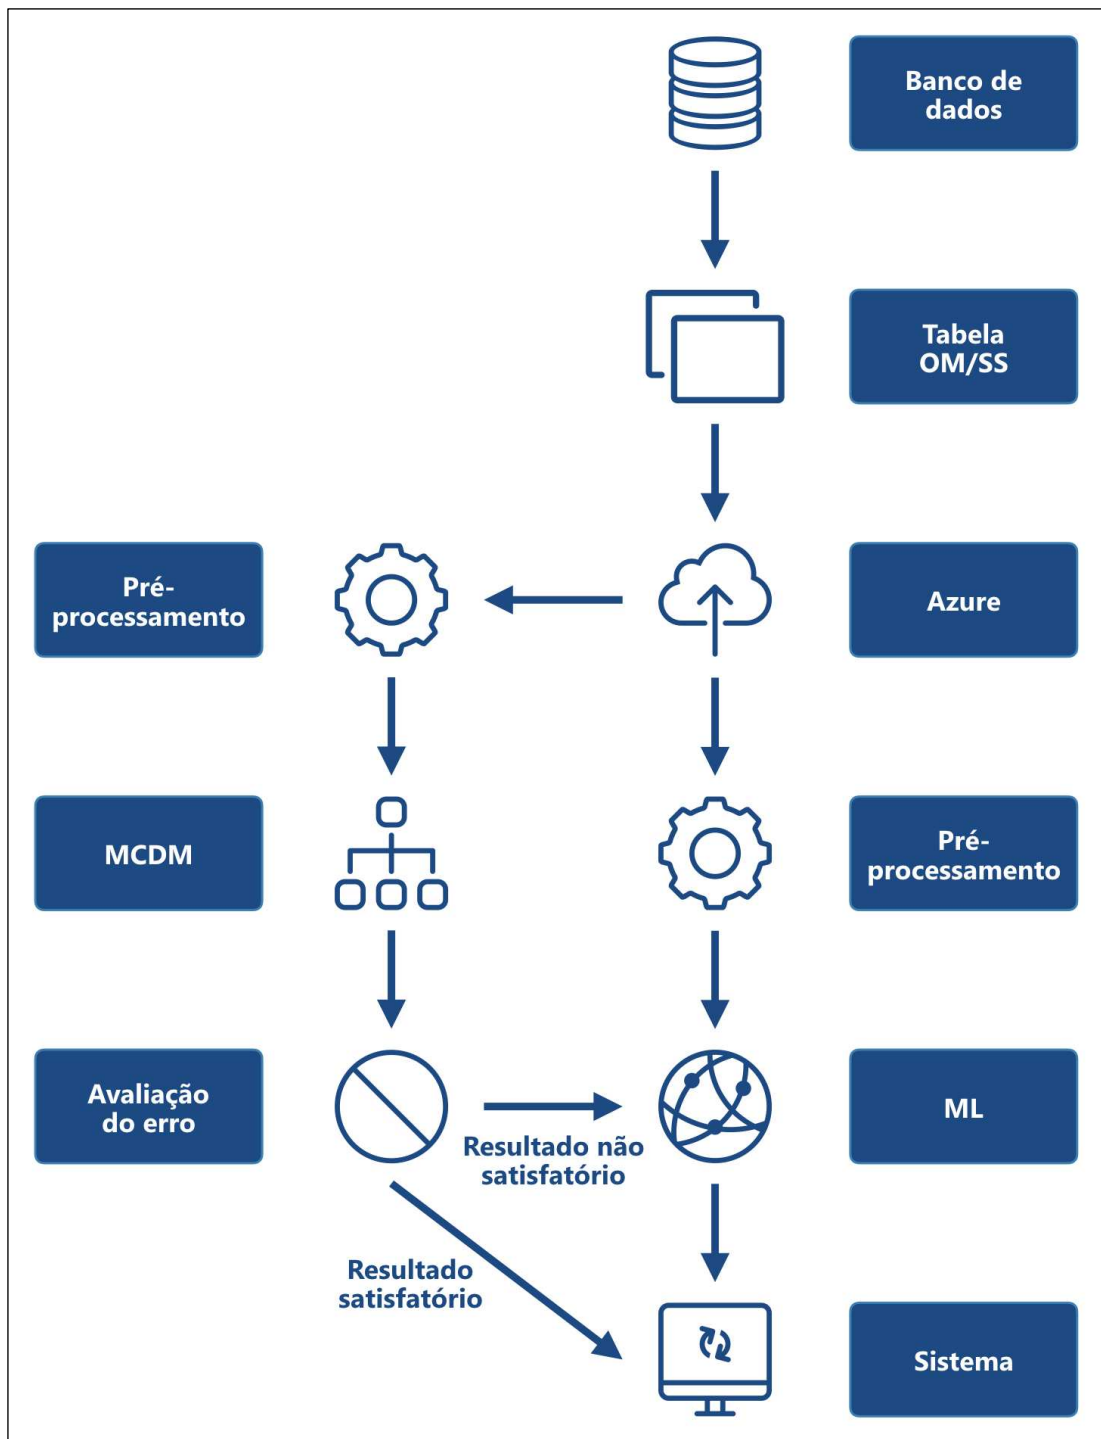 Banco de
dados
Tabela
OM/SS
Pré-
processamento
Azure
MCDM
Pré-
processamento
Avaliação
do erro
Resultado não
satisfatório
ML
Resultado
satisfatório
Sistema